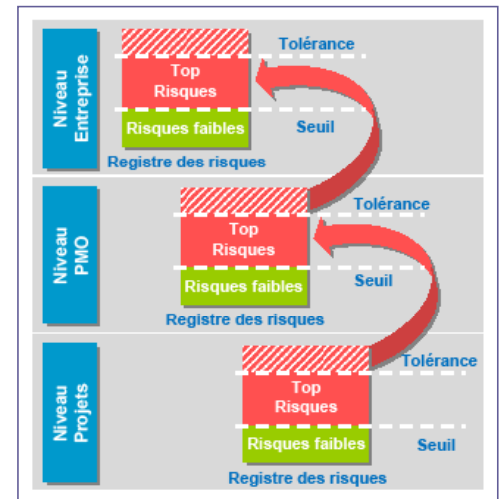 Niveau
Entreprise
Tolérance
Top
Risques
Risques faibles
Seuil
Registre des risques
Niveau
PMO
Tolérance
Top
Risques
Risques faibles
Seuil
Registre des risques
Niveau
Projets
Tolérance
Top
Risques
Risques faibles
Seuil
Registre des risques